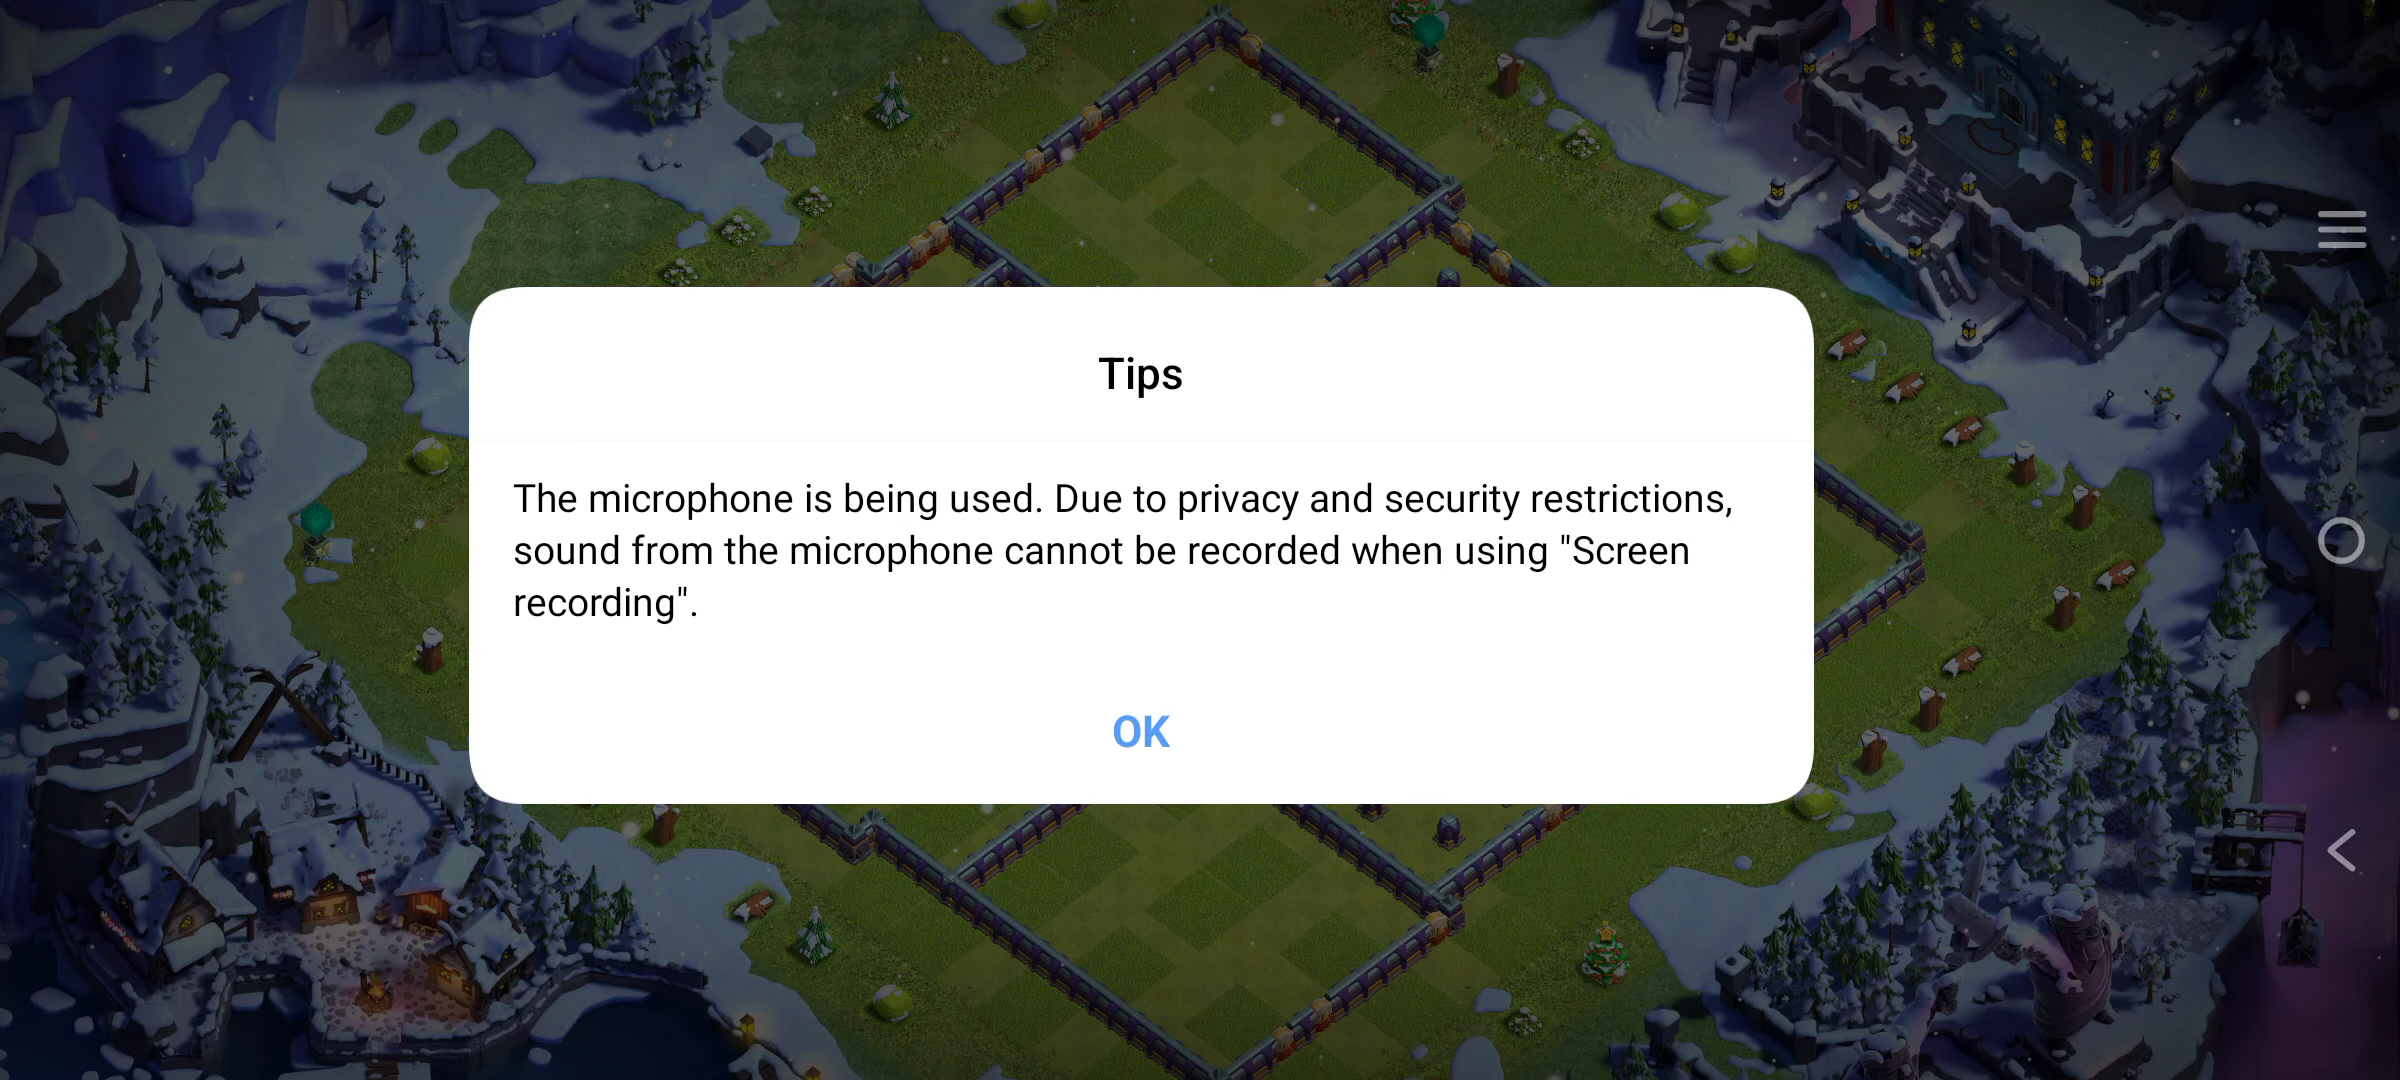 Tips
The microphone is being used. Due to privacy and security restrictions,
sound from the microphone cannot be recorded when using "Screen
recording".
OK